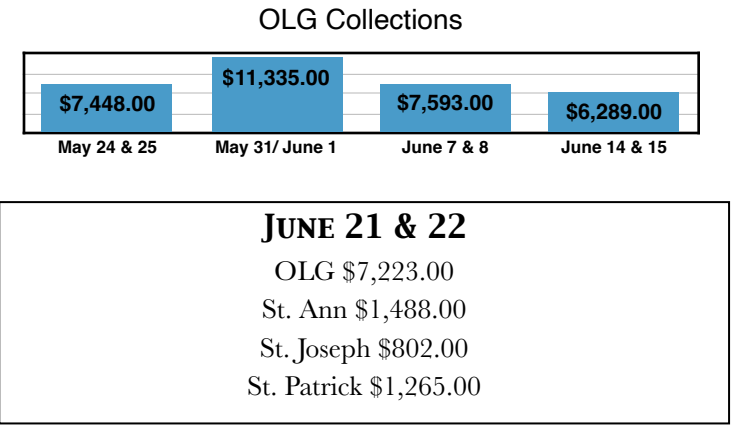 OLG Collections
$7,448.00 $11,335.00 $7,593.00 $6,289.00
May 24 & 25 May 31/ June 1 June 7 & 8 June 14 & 15
JUNE 21 & 22
OLG $7,223.00
St. Ann $1,488.00
St. Joseph $802.00
St. Patrick $1,265.00